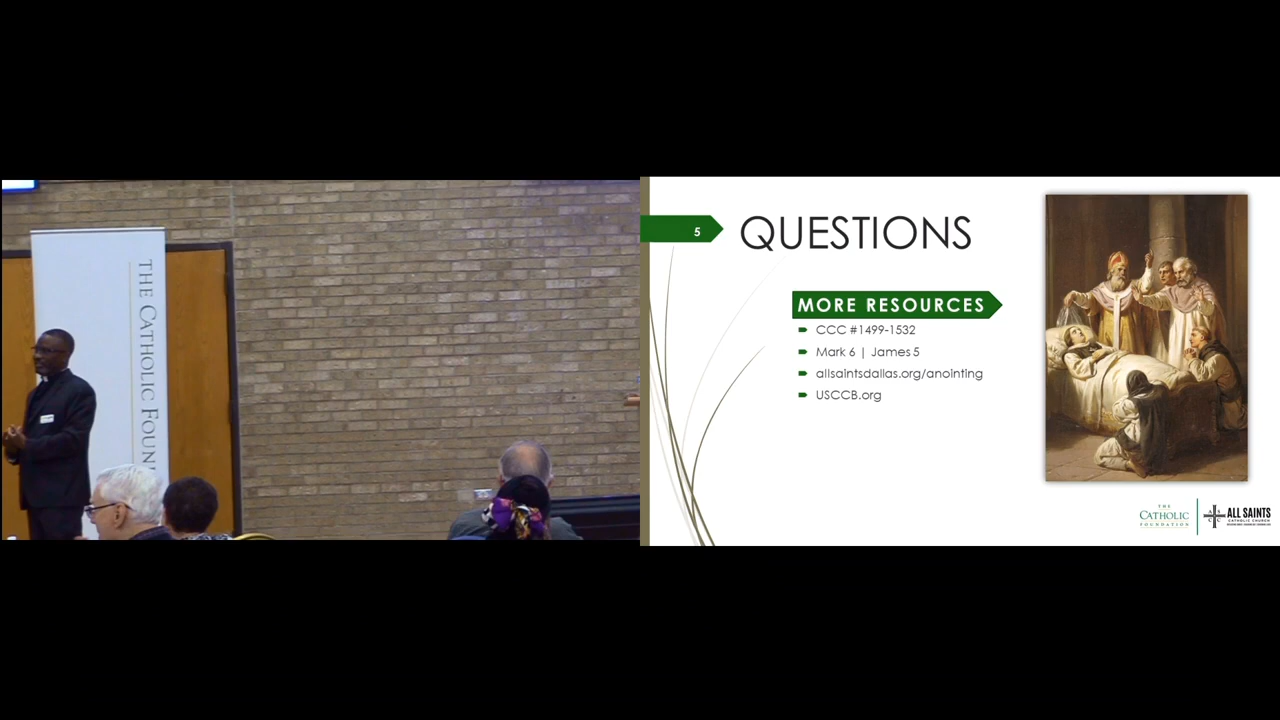 THE CATHOLIC FOUN
5
QUESTIONS
MORE RESOURCES
CCC #1499-1532
Mark 6 | James 5
allsaintsdallas.org/anointing
USCCB.org
THE
CATHOLIC
FOUNDATION
ALL SAINTS
CATHOLIC CHURCH